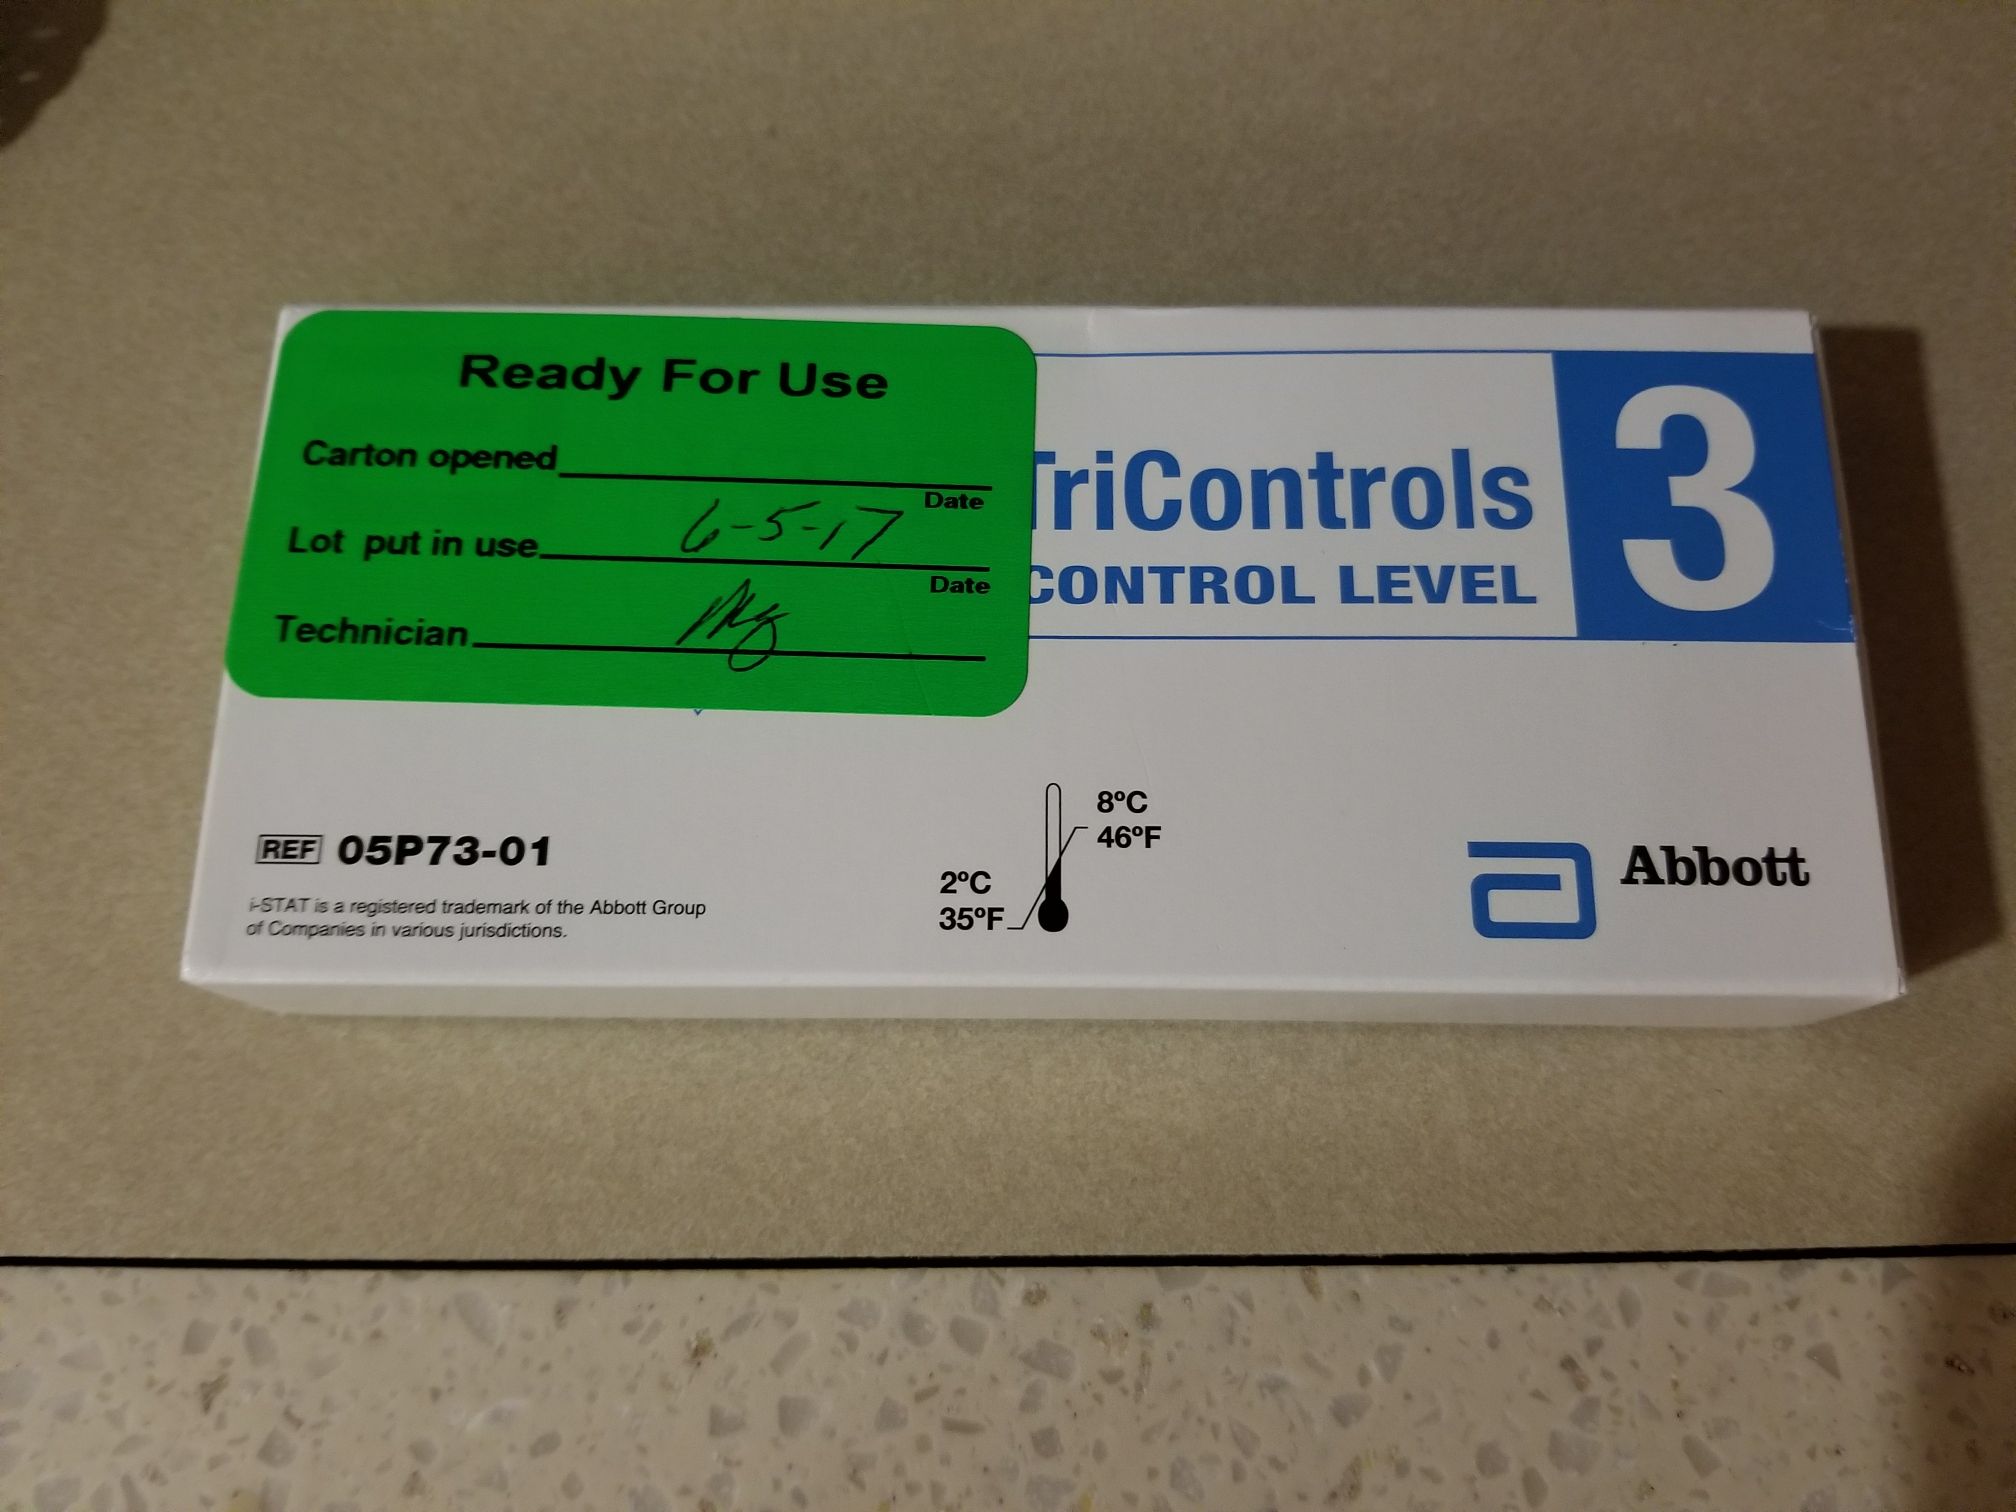 Ready For Use
Carton opened
Date
Lot put in use 6-5-17
Date
Technician
TriControls
CONTROL LEVEL
3
REF 05P73-01
i-STAT is a registered trademark of the Abbott Group
of Companies in various jurisdictions.
8°C
46°F
2°C
35°F
a Abbott